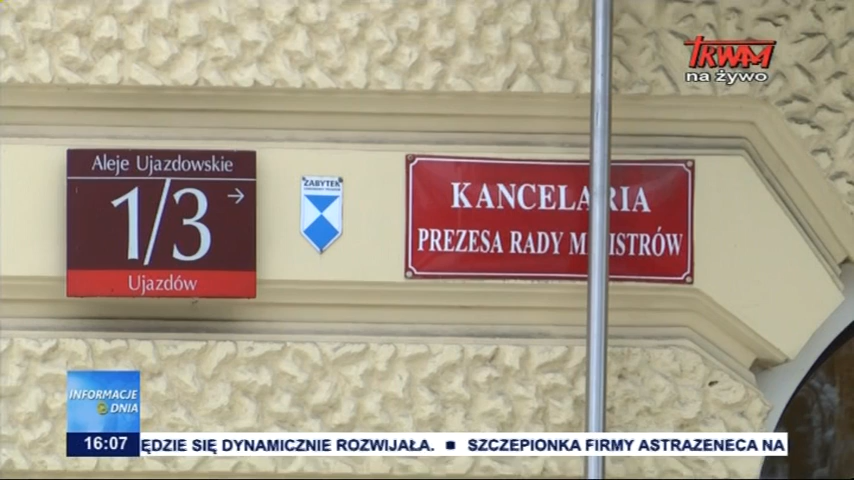 TRWAM
na żywo
Aleje Ujazdowskie
1/3
Ujazdów
ZABYTEK
KANCELARIA
PREZESA RADY MINISTRÓW
INFORMACJE
DNIA
16:07
ĘDZIE SIĘ DYNAMICZNIE ROZWIJAŁA. ■ SZCZEPIONKA FIRMY ASTRAZENECA NA